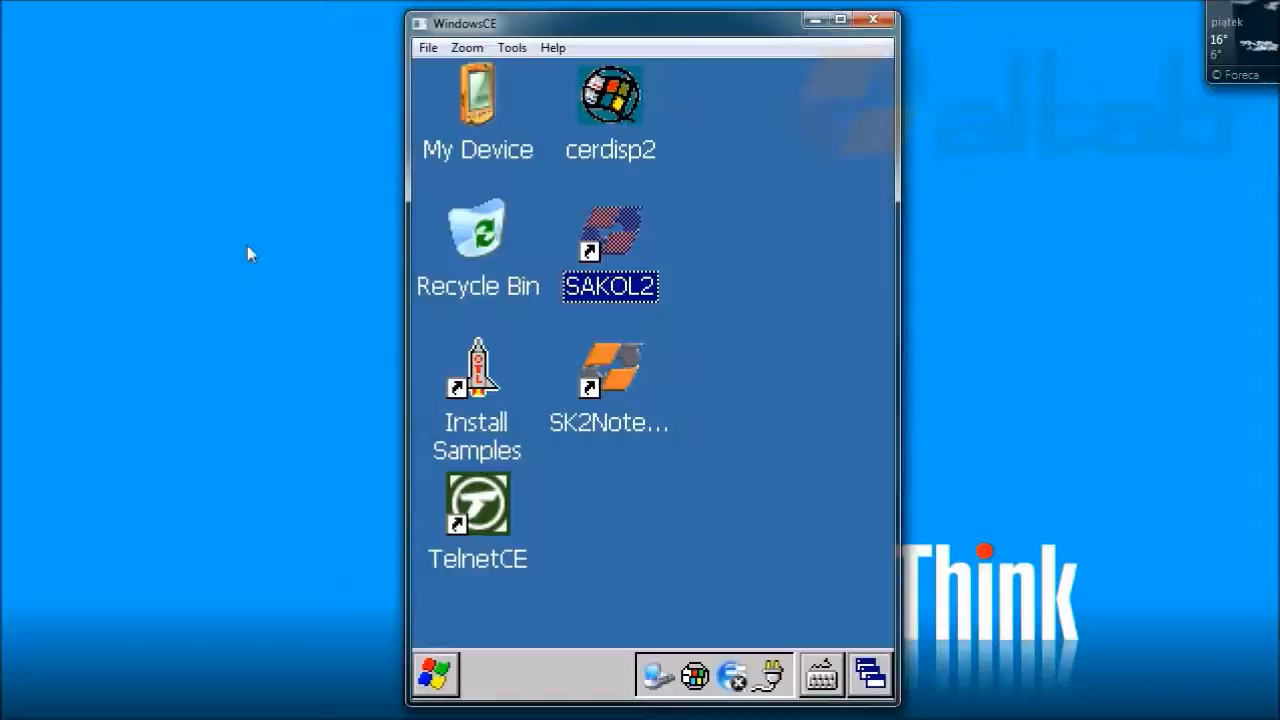 WindowsCE
File Zoom Tools Help
My Device
cerdisp2
Recycle Bin
SAKOL2
Install
Samples
SK2Note...
TelnetCE
piątek
16°
6°
© Foreca
Think